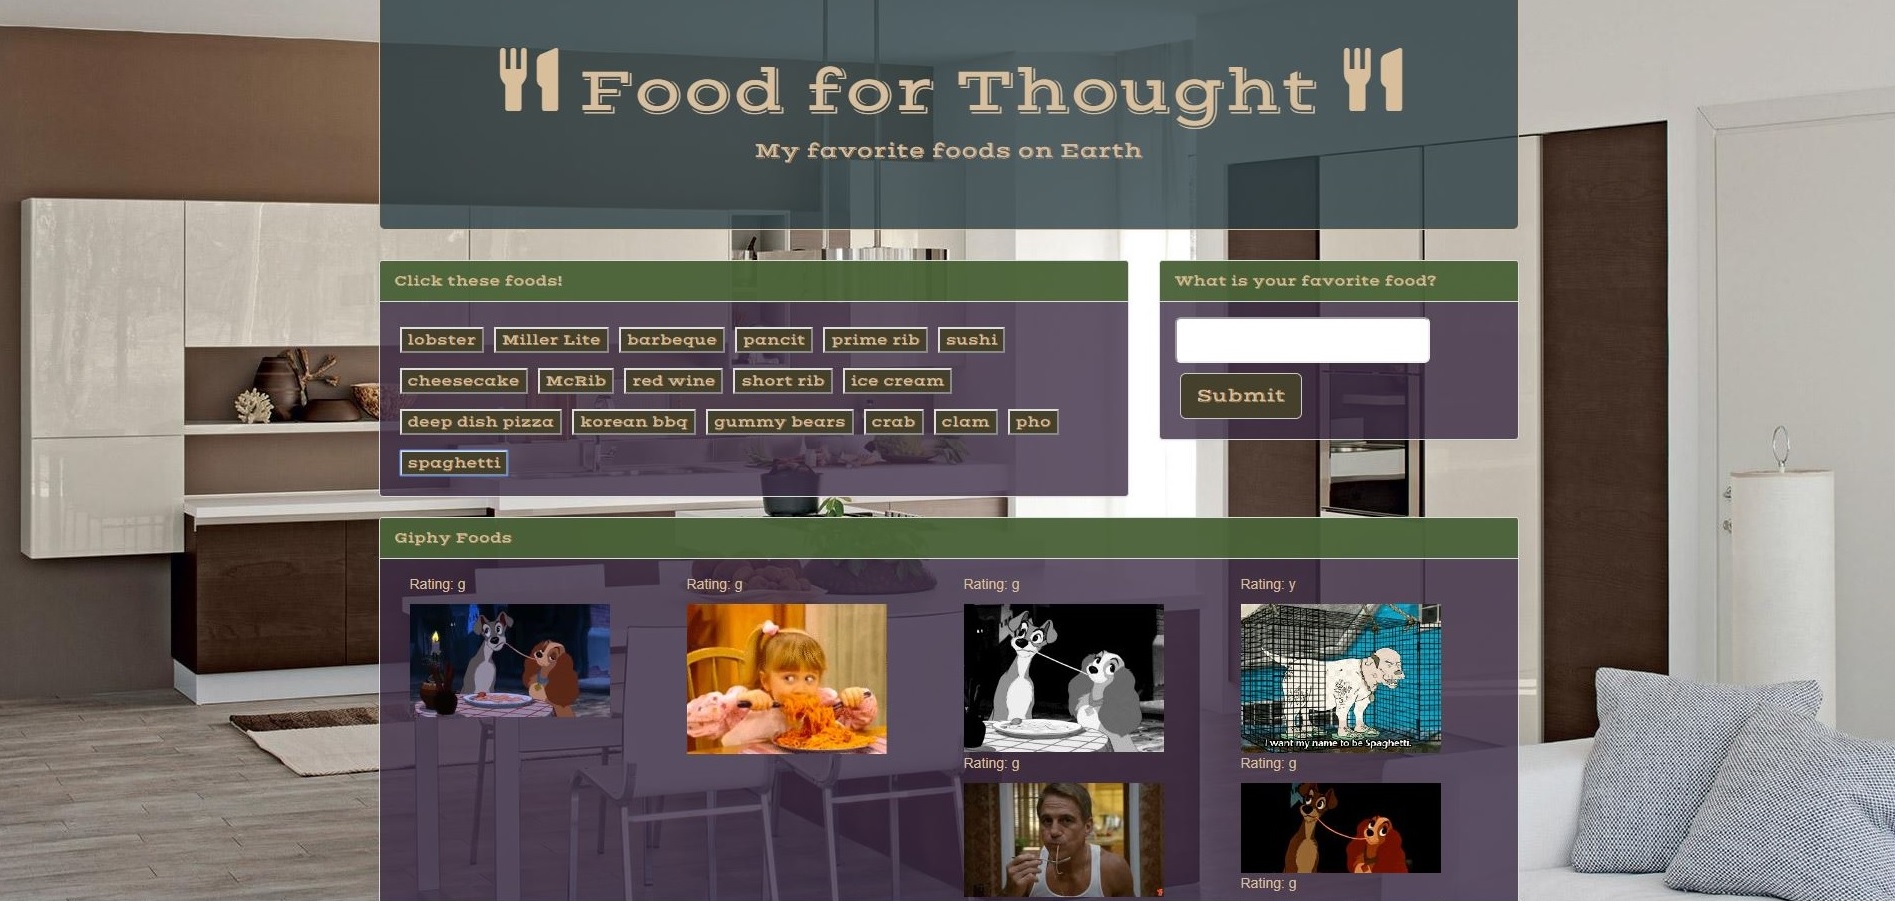 Food for Thought
My favorite foods on Earth
Click these foods!
lobster Miller Lite barbeque pancit prime rib sushi
cheesecake McRib red wine short rib ice cream
deep dish pizza korean bbq gummy bears crab clam pho
spaghetti
What is your favorite food?
Submit
Giphy Foods
Rating: g Rating: g Rating: g Rating: y
I want my name to be Spaghetti.
Rating: g Rating: g
Rating: g